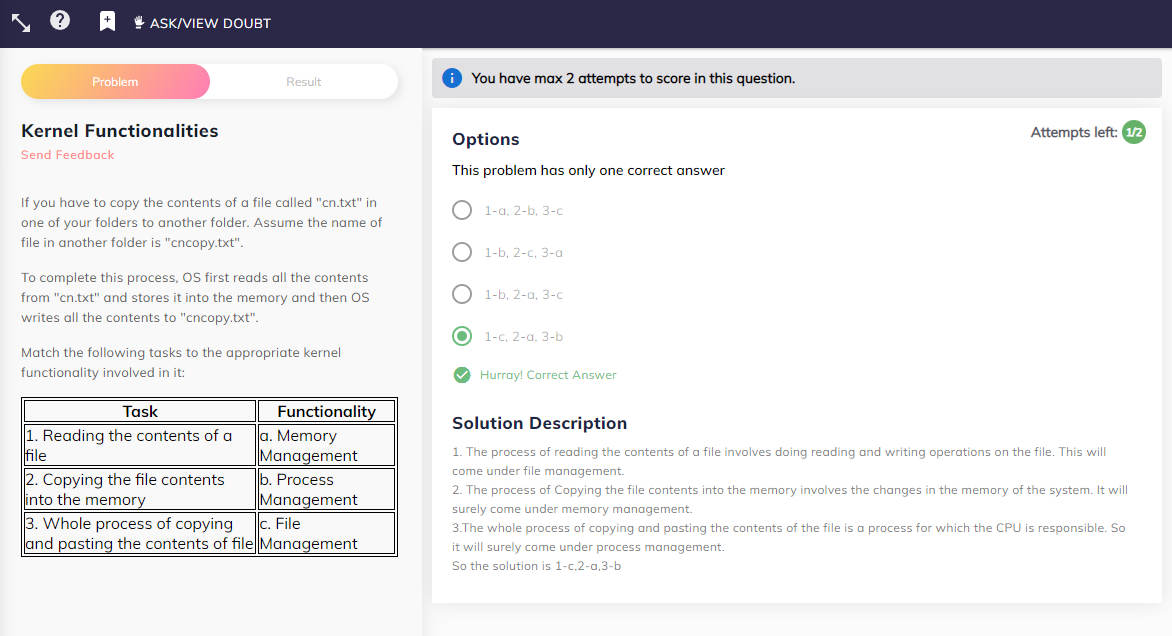 ASK/VIEW DOUBT
Problem
Result
Kernel Functionalities
Send Feedback
If you have to copy the contents of a file called "cn.txt" in
one of your folders to another folder. Assume the name of
file in another folder is "cncopy.txt".
To complete this process, OS first reads all the contents
from "cn.txt" and stores it into the memory and then OS
writes all the contents to "cncopy.txt".
Match the following tasks to the appropriate kernel
functionality involved in it:
Task
Functionality
1. Reading the contents of a
file
a. Memory
Management
2. Copying the file contents
into the memory
b. Process
Management
3. Whole process of copying
and pasting the contents of file
c. File
Management
You have max 2 attempts to score in this question.
Options
Attempts left: 1/2
This problem has only one correct answer
1-a, 2-b, 3-c
1-b, 2-c, 3-a
1-b, 2-a, 3-c
1-c, 2-a, 3-b
Hurray! Correct Answer
Solution Description
1. The process of reading the contents of a file involves doing reading and writing operations on the file. This will
come under file management.
2. The process of Copying the file contents into the memory involves the changes in the memory of the system. It will
surely come under memory management.
3.The whole process of copying and pasting the contents of the file is a process for which the CPU is responsible. So
it will surely come under process management.
So the solution is 1-c,2-a,3-b